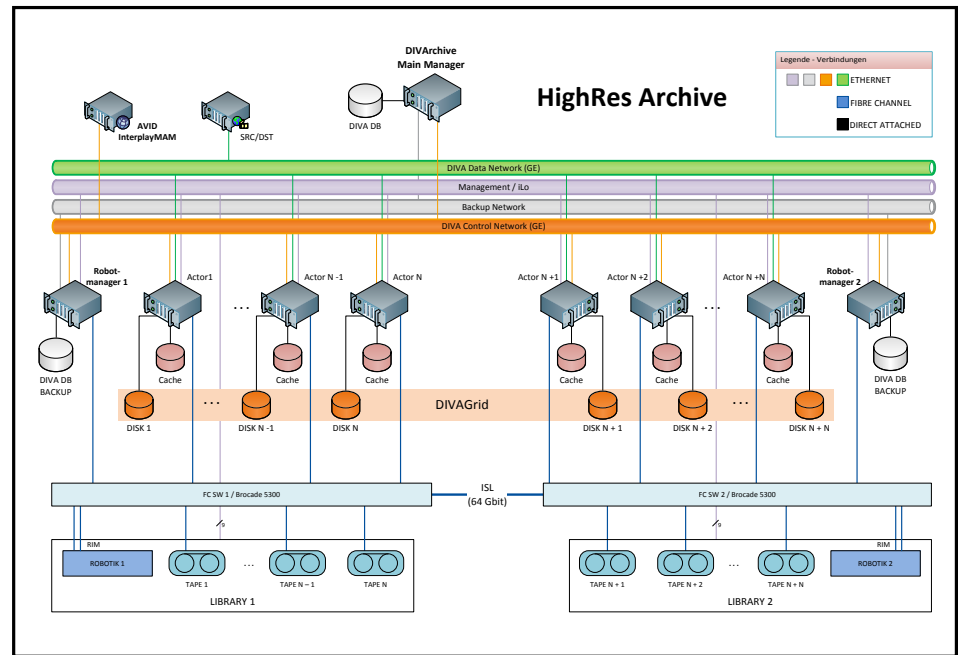 DIVArchive
Main Manager
HighRes Archive
Legende - Verbindungen
ETHERNET
FIBRE CHANNEL
DIRECT ATTACHED
AVID
InterplayMAM
SRC/DST
DIVA DB
DIVA Data Network (GE)
Management / iLo
Backup Network
DIVA Control Network (GE)
Robot-
manager 1
Actor1
Actor N -1
Actor N
Actor N +1
Actor N +2
Actor N +N
Robot-
manager 2
...
...
DIVA DB
BACKUP
Cache
Cache
Cache
Cache
Cache
Cache
DIVA DB
BACKUP
...
DIVAGrid
...
DISK 1
DISK N -1
DISK N
DISK N + 1
DISK N + 2
DISK N + N
FC SW 1 / Brocade 5300
ISL
(64 Gbit)
FC SW 2 / Brocade 5300
9
9
RIM
RIM
ROBOTIK 1
...
...
ROBOTIK 2
TAPE 1
TAPE N – 1
TAPE N
TAPE N + 1
TAPE N + 2
TAPE N + N
LIBRARY 1
LIBRARY 2